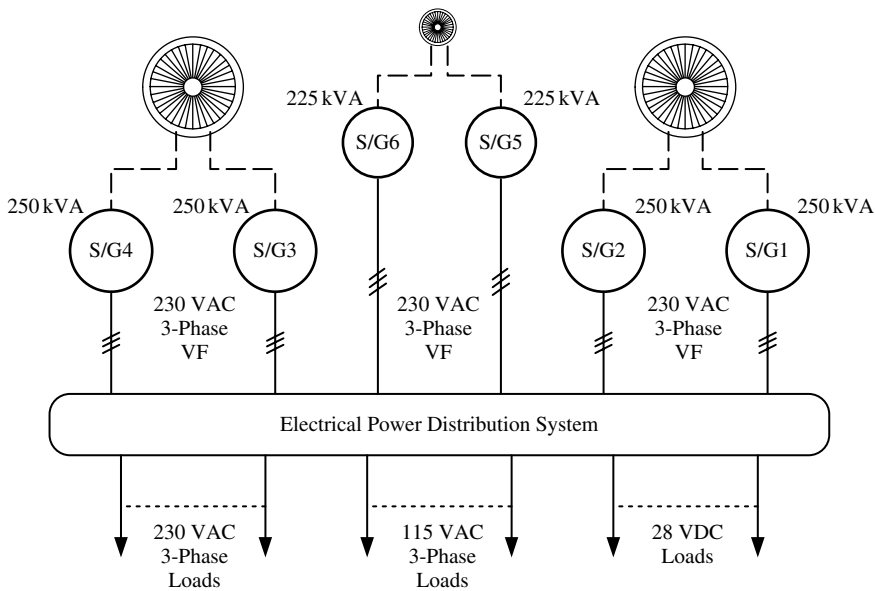 225 kVA
225 kVA
S/G6
S/G5
250 kVA
250 kVA
250 kVA
250 kVA
S/G4
S/G3
S/G2
S/G1
230 VAC
3-Phase
VF
230 VAC
3-Phase
VF
230 VAC
3-Phase
VF
Electrical Power Distribution System
230 VAC
3-Phase
Loads
115 VAC
3-Phase
Loads
28 VDC
Loads